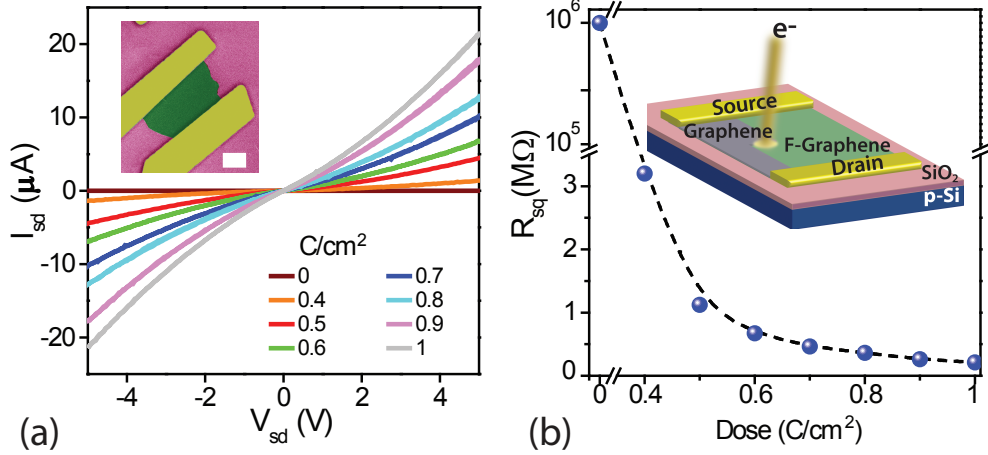 20
10
0
-10
-20
I_sd (µA)
C/cm²
0
0.4
0.5
0.6
0.7
0.8
0.9
1
-4
-2
0
2
4
V_sd (V)
(a)
10⁶
10⁵
3
2
1
0
R_sq(MΩ)
e-
Source
Graphene
F-Graphene
Drain
SiO₂
p-Si
0
0.4
0.6
0.8
1
Dose (C/cm²)
(b)